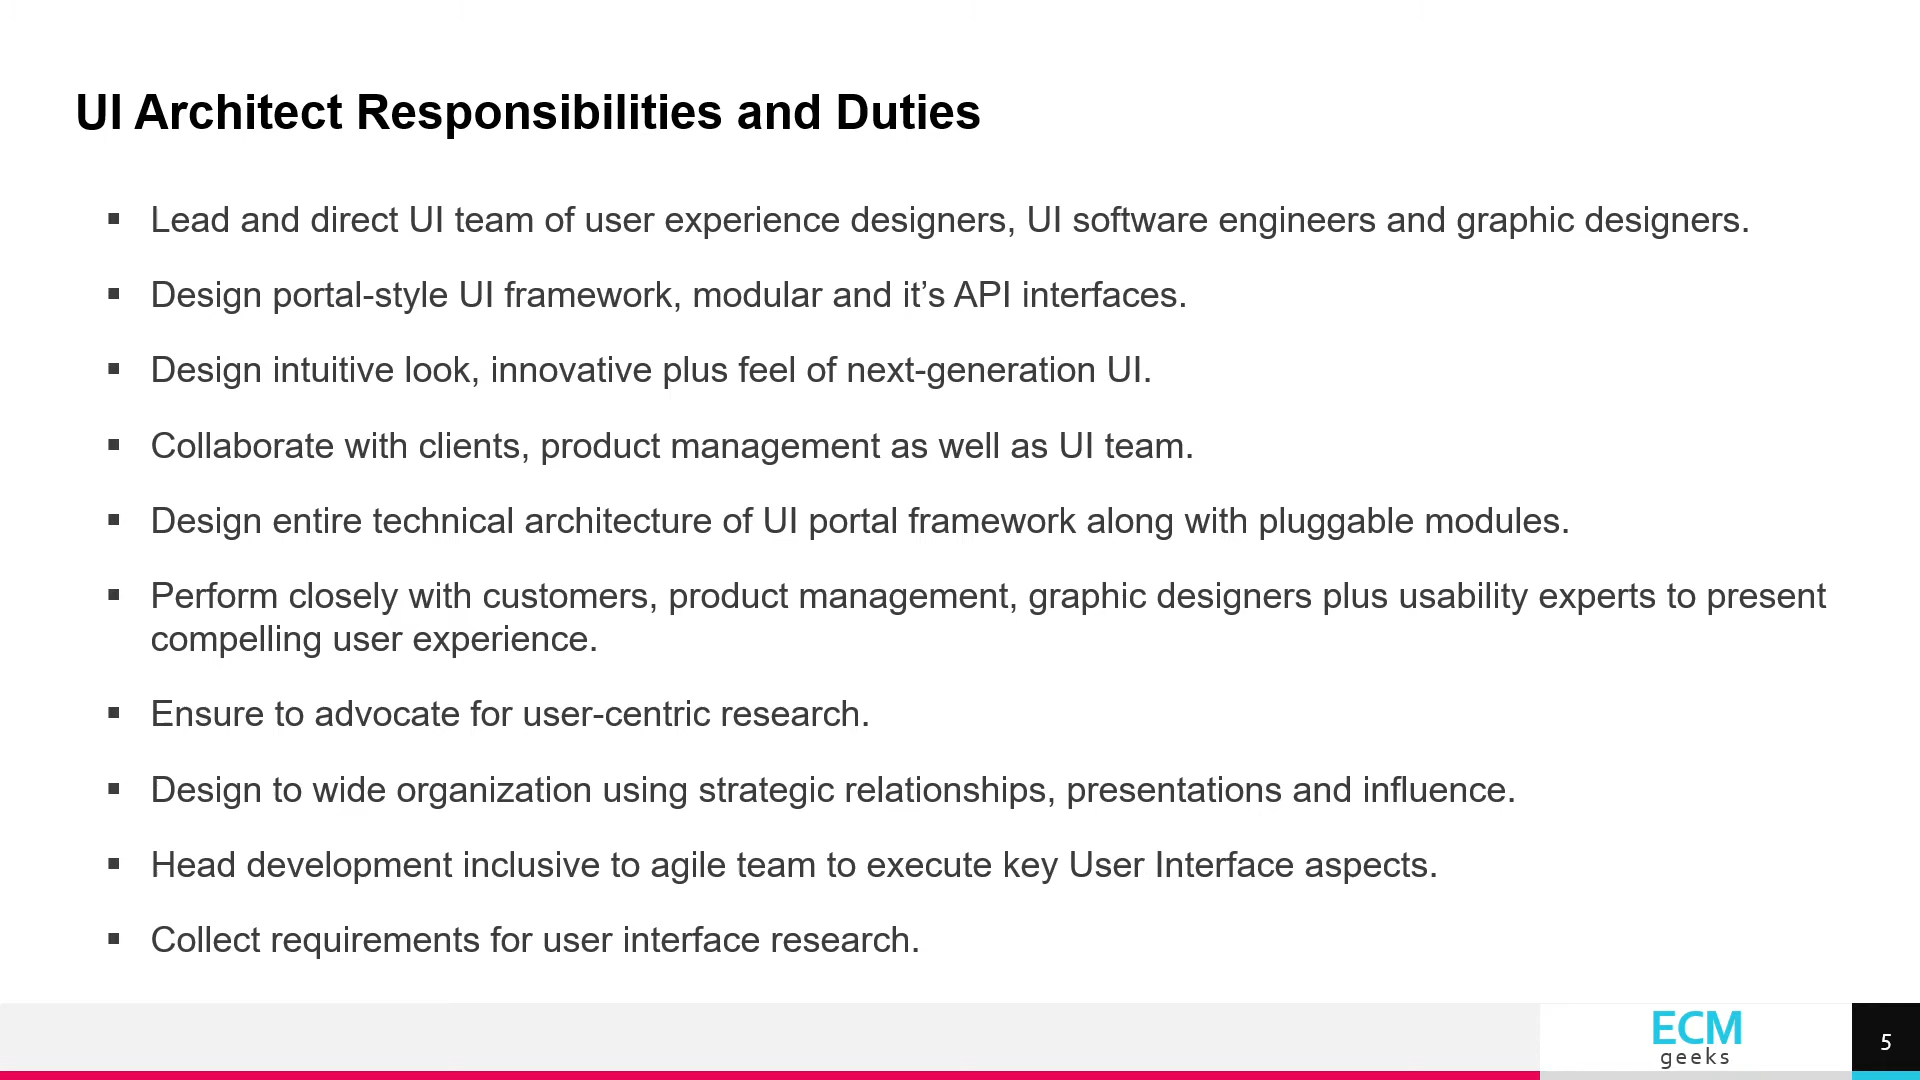 UI Architect Responsibilities and Duties
▪ Lead and direct UI team of user experience designers, UI software engineers and graphic designers.
▪ Design portal-style UI framework, modular and it’s API interfaces.
▪ Design intuitive look, innovative plus feel of next-generation UI.
▪ Collaborate with clients, product management as well as UI team.
▪ Design entire technical architecture of UI portal framework along with pluggable modules.
▪ Perform closely with customers, product management, graphic designers plus usability experts to present
compelling user experience.
▪ Ensure to advocate for user-centric research.
▪ Design to wide organization using strategic relationships, presentations and influence.
▪ Head development inclusive to agile team to execute key User Interface aspects.
▪ Collect requirements for user interface research.
ECM
geeks
5